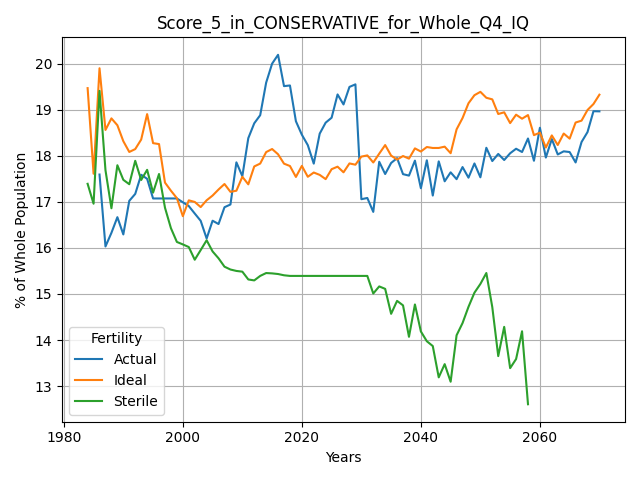 Score_5_in_CONSERVATIVE_for_Whole_Q4_IQ
% of Whole Population
20
19
18
17
16
15
14
13
Fertility
Actual
Ideal
Sterile
1980
2000
2020
2040
2060
Years